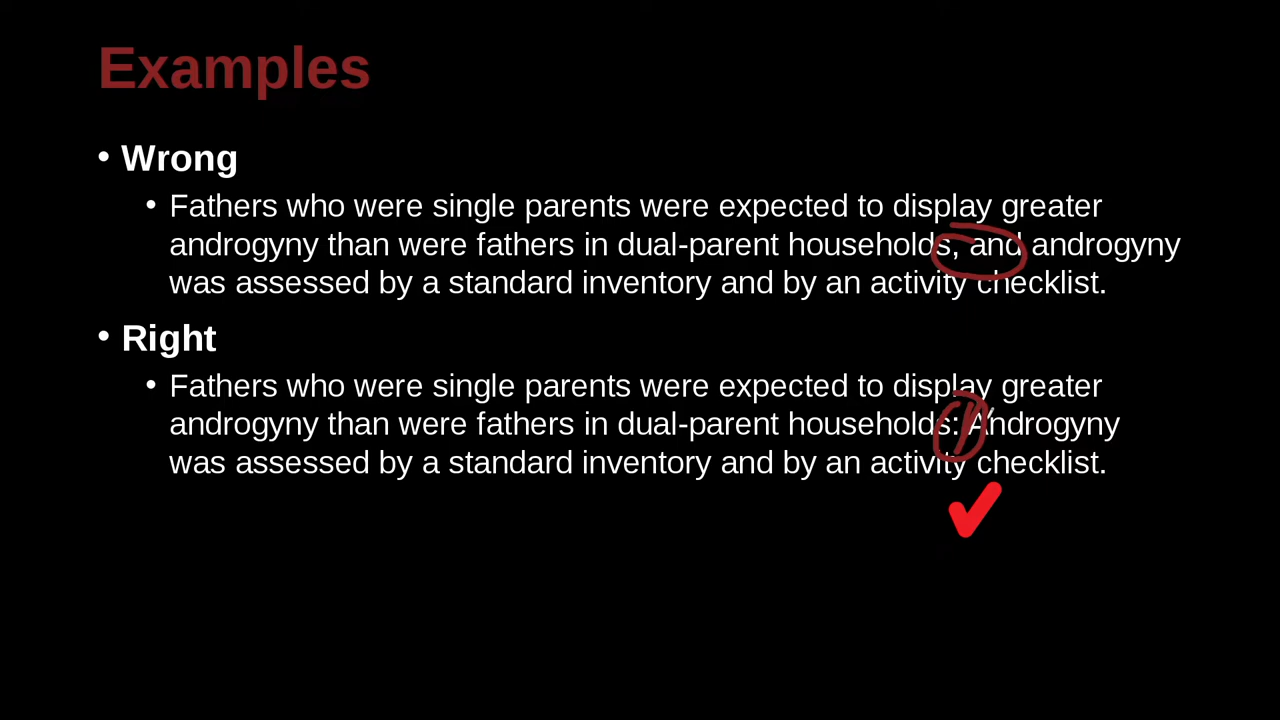 Examples
• Wrong
• Fathers who were single parents were expected to display greater
androgyny than were fathers in dual-parent households, and androgyny
was assessed by a standard inventory and by an activity checklist.
• Right
• Fathers who were single parents were expected to display greater
androgyny than were fathers in dual-parent households: Androgyny
was assessed by a standard inventory and by an activity checklist.